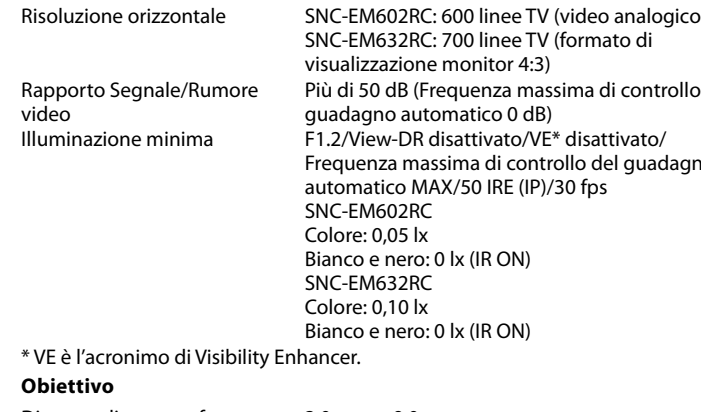 Risoluzione orizzontale SNC-EM602RC: 600 linee TV (video analogico
SNC-EM632RC: 700 linee TV (formato di
visualizzazione monitor 4:3)
Rapporto Segnale/Rumore Più di 50 dB (Frequenza massima di controllo
video guadagno automatico 0 dB)
Illuminazione minima F1.2/View-DR disattivato/VE* disattivato/
Frequenza massima di controllo del guadagn
automatico MAX/50 IRE (IP)/30 fps
SNC-EM602RC
Colore: 0,05 lx
Bianco e nero: 0 lx (IR ON)
SNC-EM632RC
Colore: 0,10 lx
Bianco e nero: 0 lx (IR ON)
* VE è l’acronimo di Visibility Enhancer.
Obiettivo